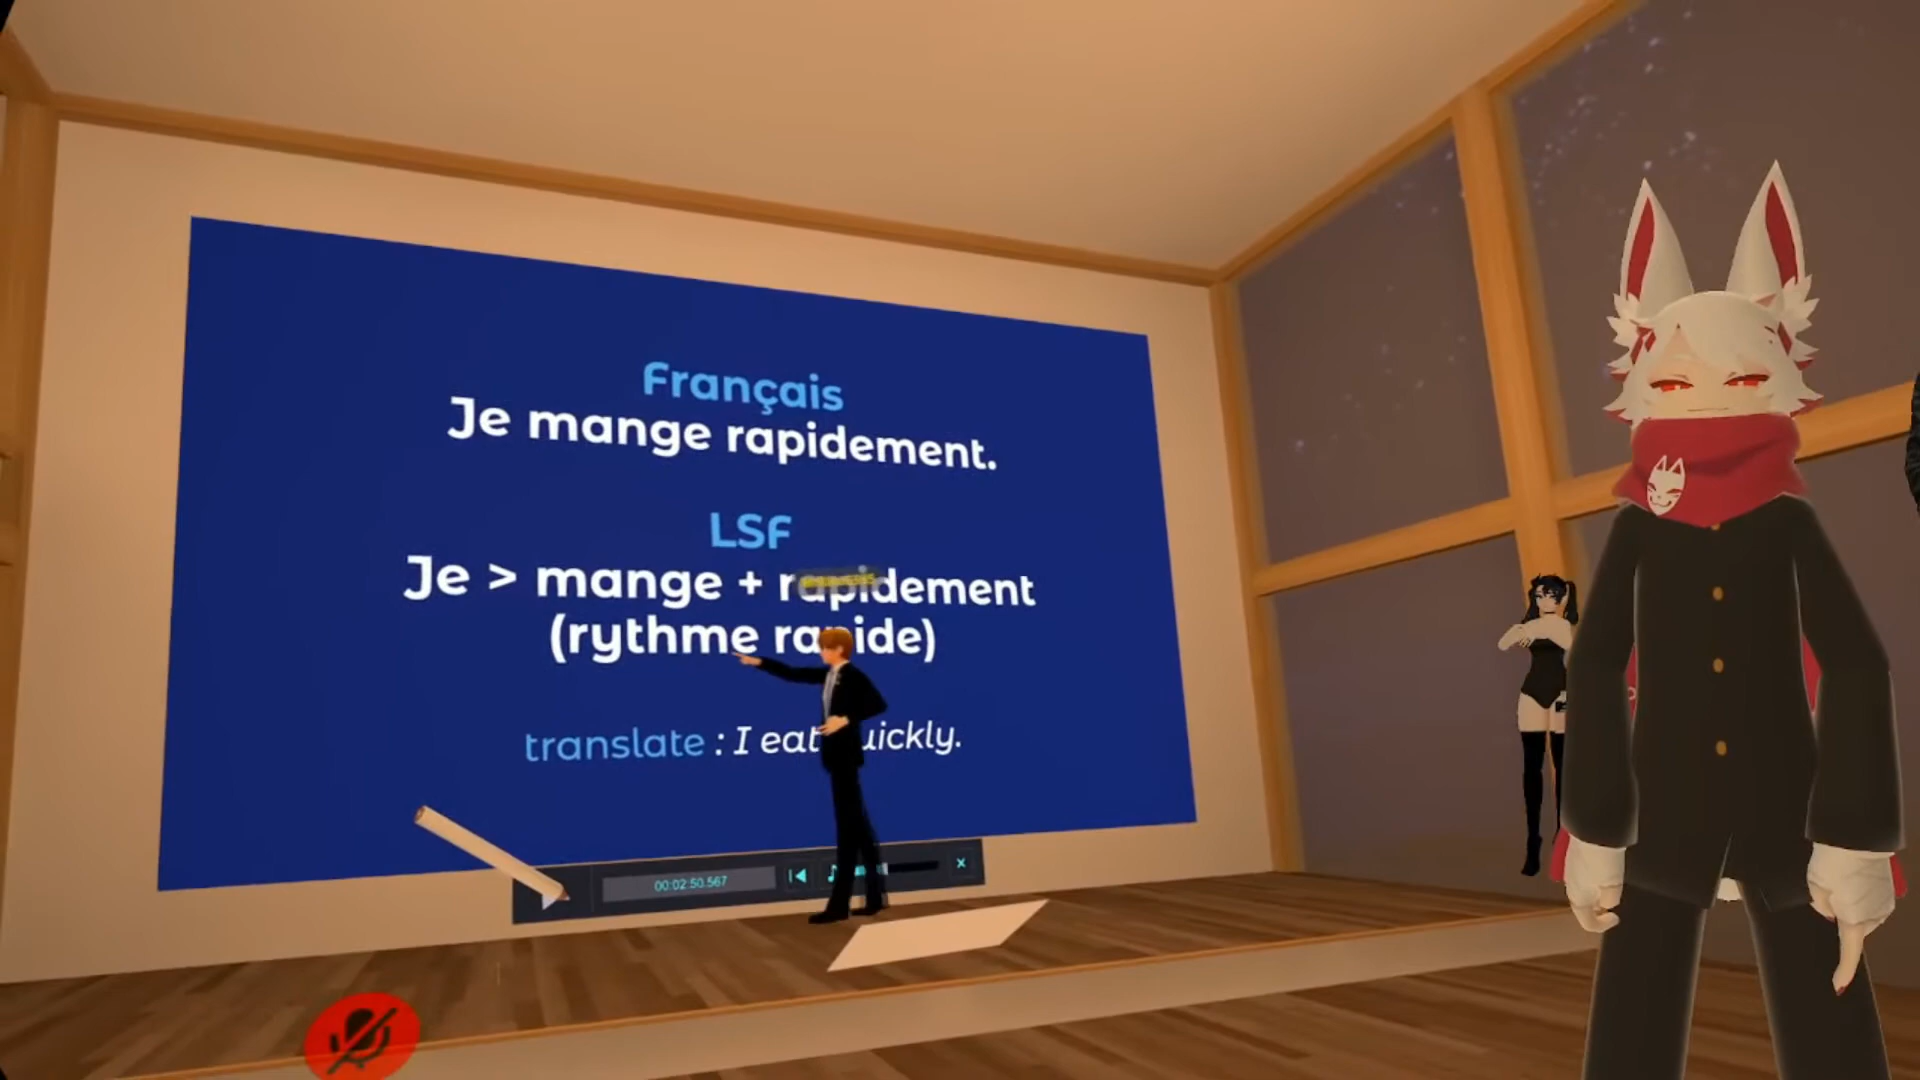 Français
Je mange rapidement.
LSF
Je > mange + rapidement
(rythme rapide)
translate : I eat quickly.
00:02:50.567